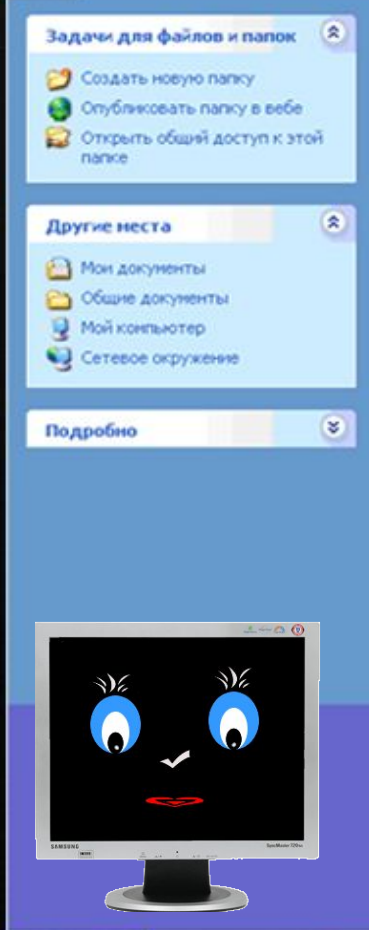 Задачи для файлов и папок
Создать новую папку
Опубликовать папку в вебе
Открыть общий доступ к этой
папке
Другие места
Мои документы
Общие документы
Мой компьютер
Сетевое окружение
Подробно
SAMSUNG